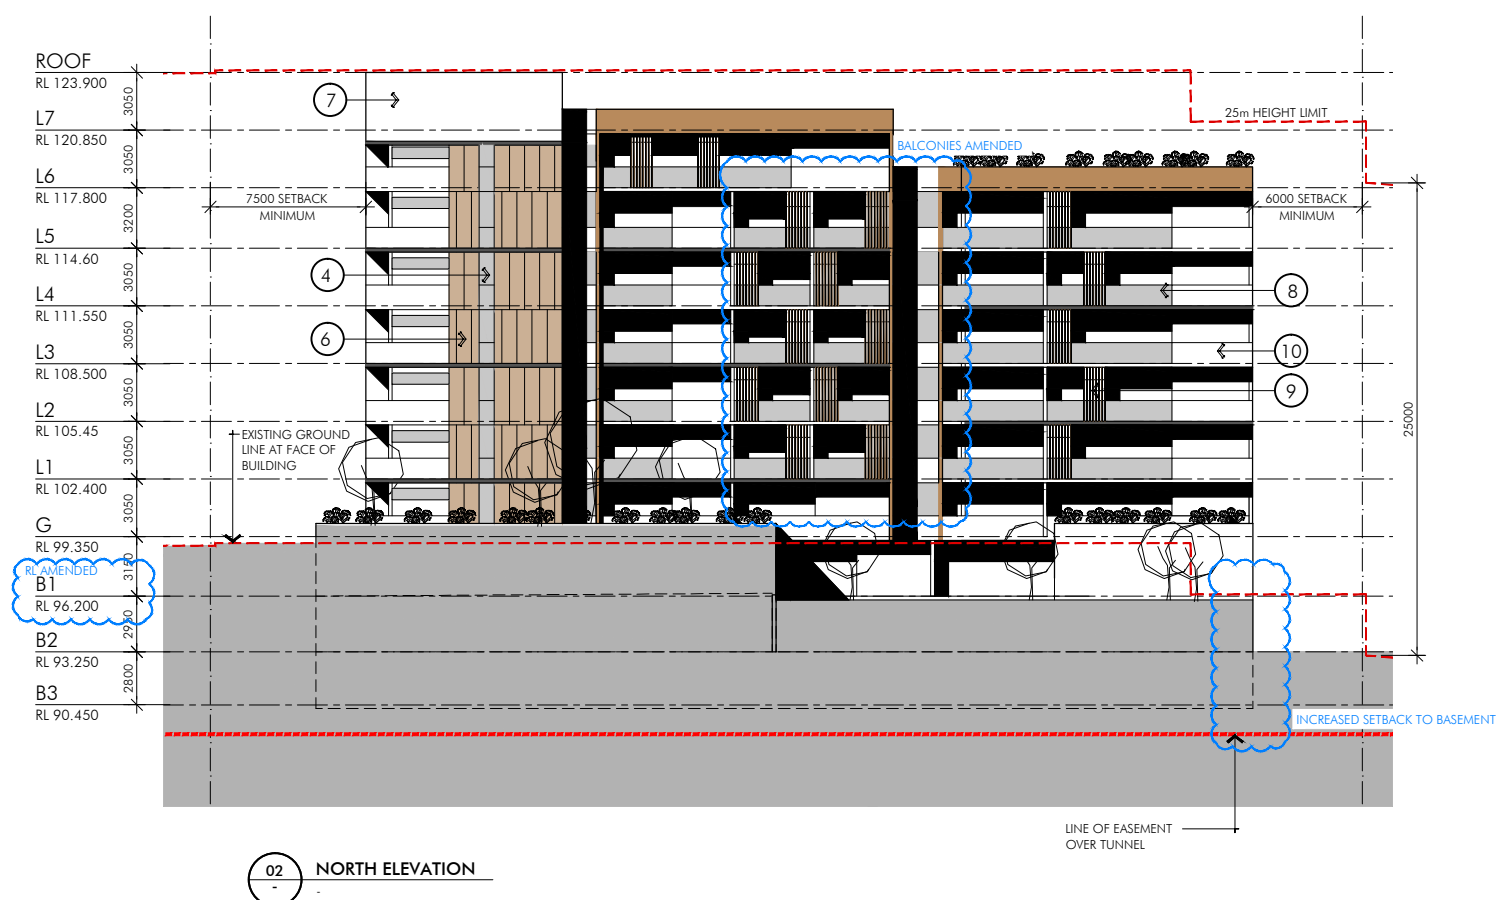 ROOF
RL 123.900
3050
L7
RL 120.850
3050
L6
RL 117.800
3200
L5
RL 114.60
3050
L4
RL 111.550
3050
L3
RL 108.500
3050
L2
RL 105.45
3050
L1
RL 102.400
3050
G
RL 99.350
3150
RL AMENDED
B1
RL 96.200
2950
B2
RL 93.250
2800
B3
RL 90.450
7
7500 SETBACK
MINIMUM
4
6
EXISTING GROUND
LINE AT FACE OF
BUILDING
BALCONIES AMENDED
25m HEIGHT LIMIT
6000 SETBACK
MINIMUM
8
10
9
25000
INCREASED SETBACK TO BASEMENT
LINE OF EASEMENT
OVER TUNNEL
02
-
NORTH ELEVATION
-